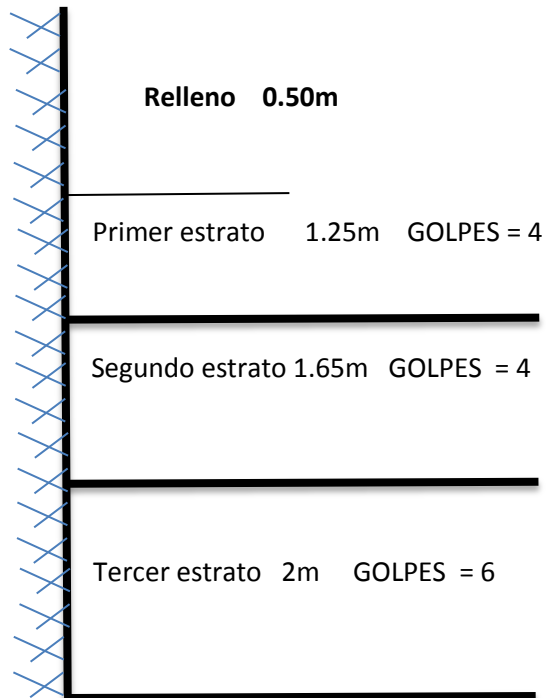 Relleno 0.50m
Primer estrato 1.25m GOLPES = 4
Segundo estrato 1.65m GOLPES = 4
Tercer estrato 2m GOLPES = 6